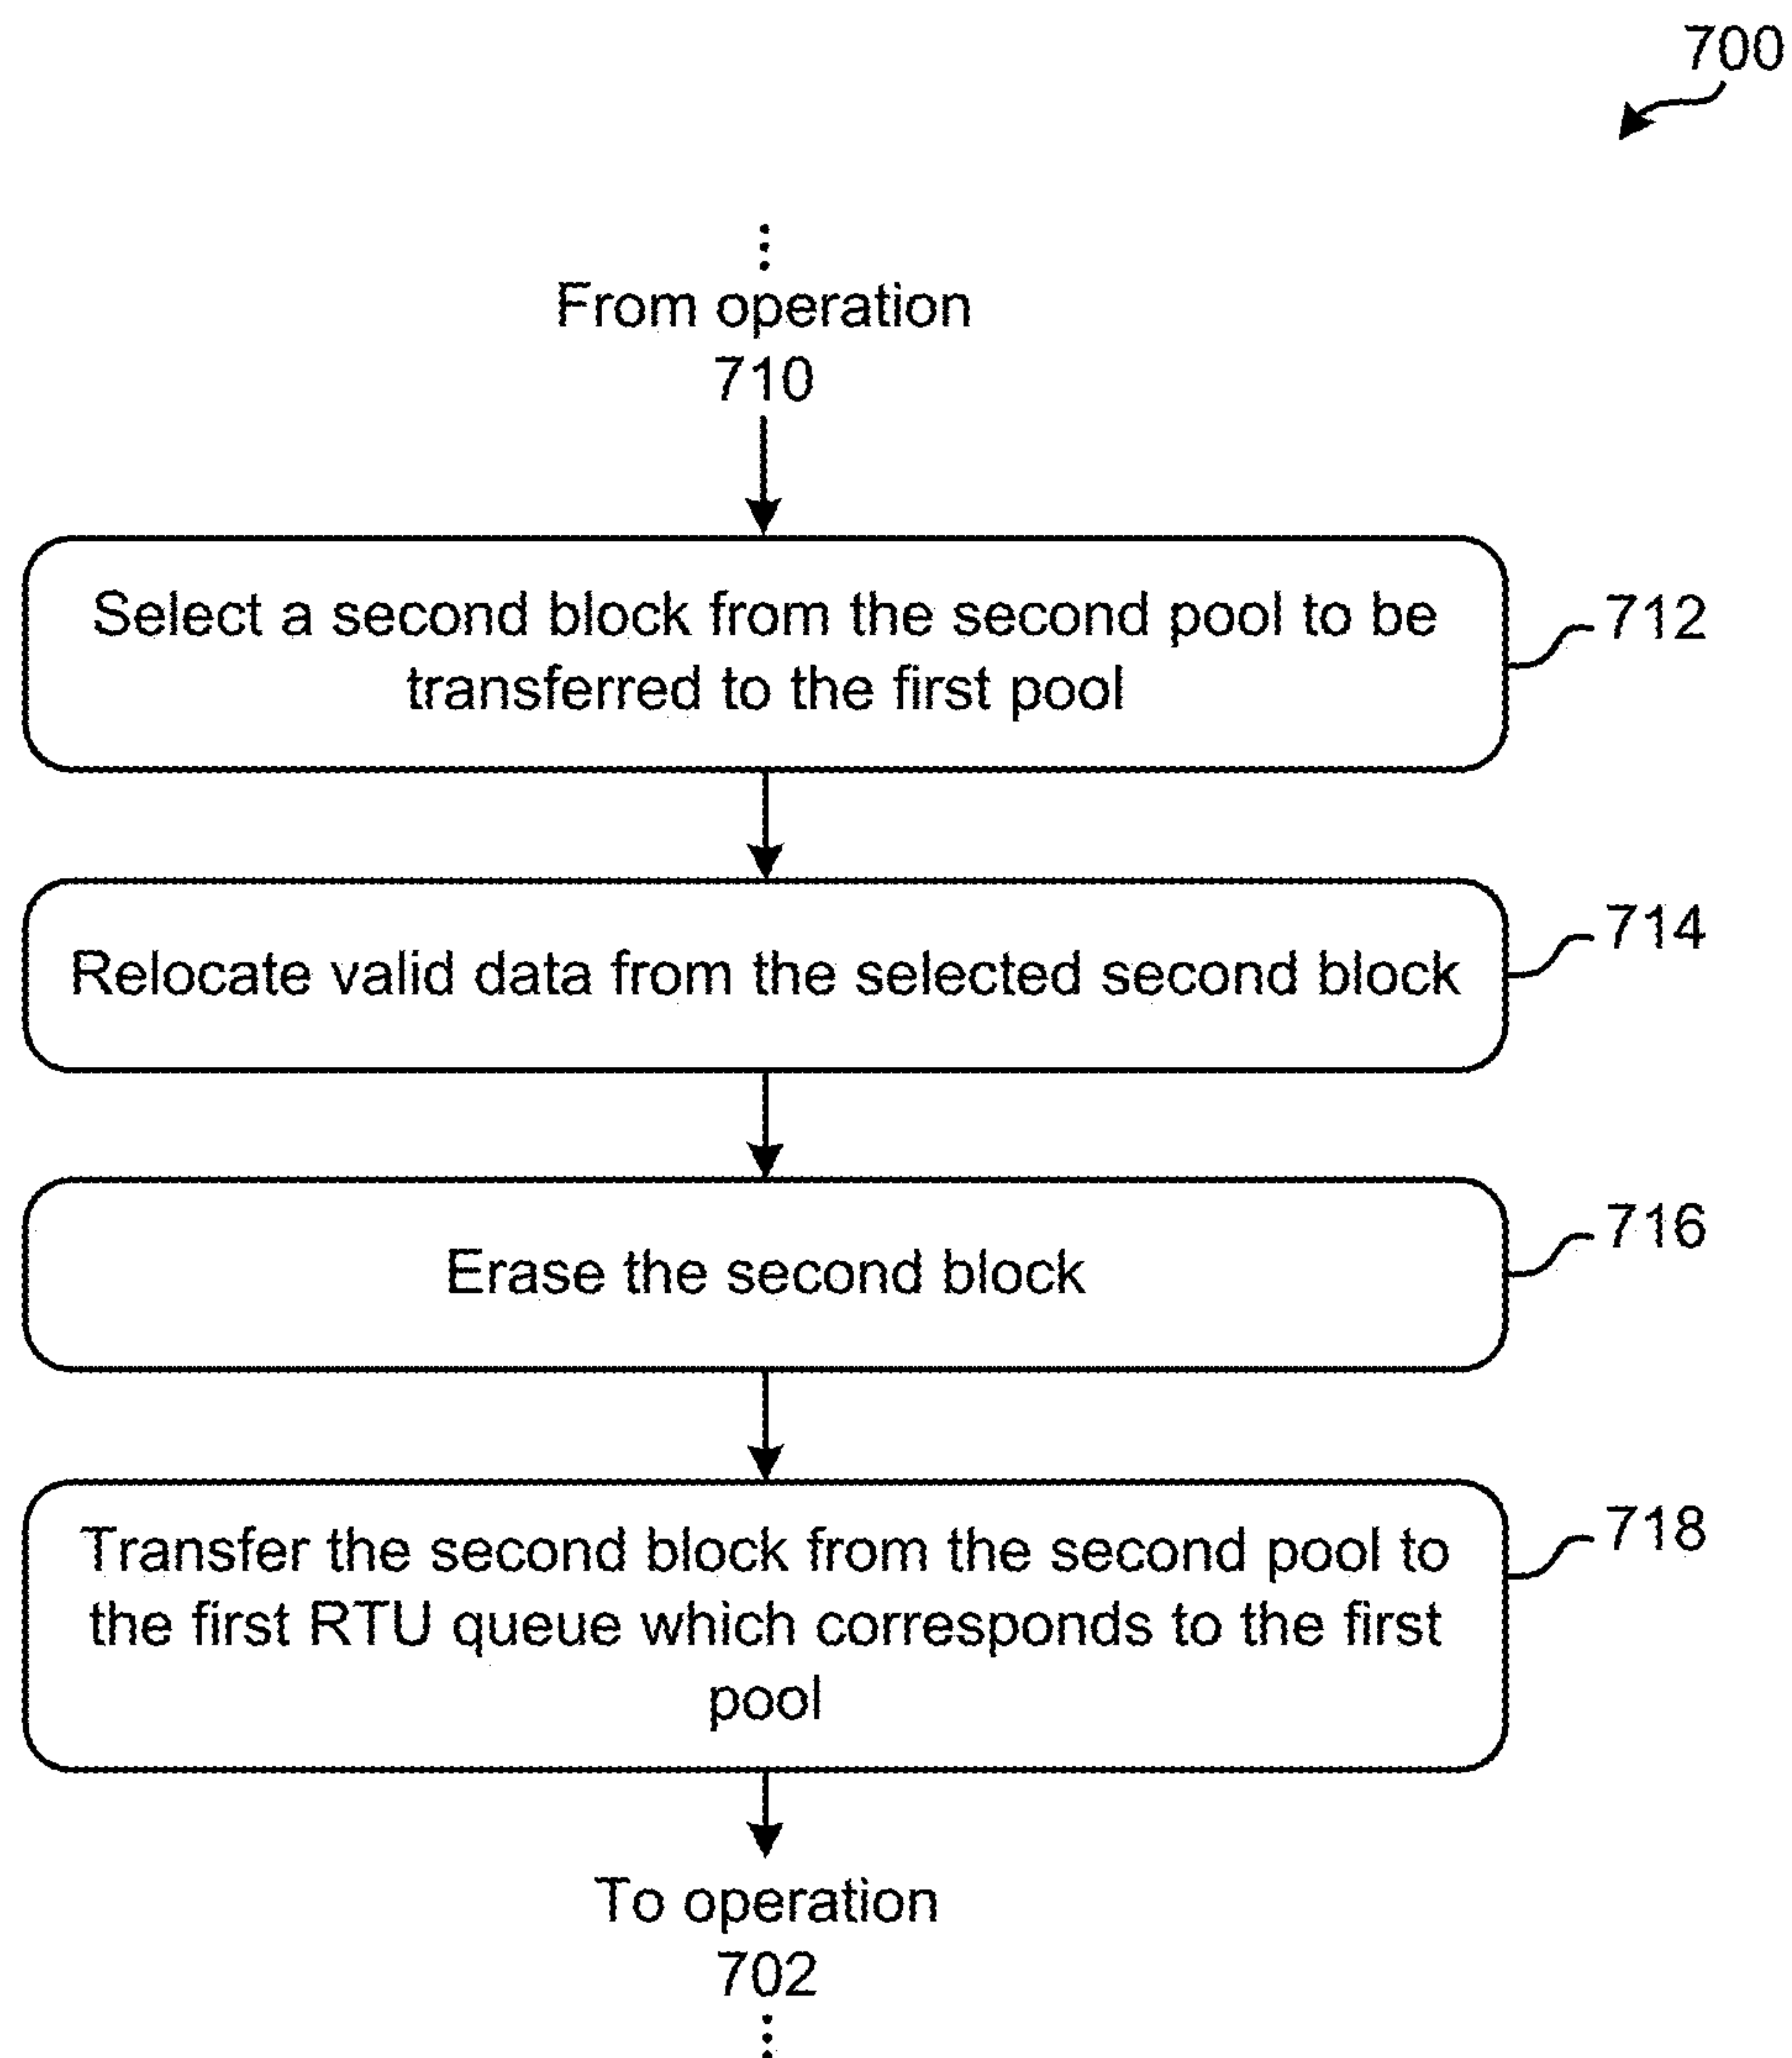 700
From operation
710
Select a second block from the second pool to be
transferred to the first pool
712
Relocate valid data from the selected second block
714
Erase the second block
716
Transfer the second block from the second pool to
the first RTU queue which corresponds to the first
pool
718
To operation
702